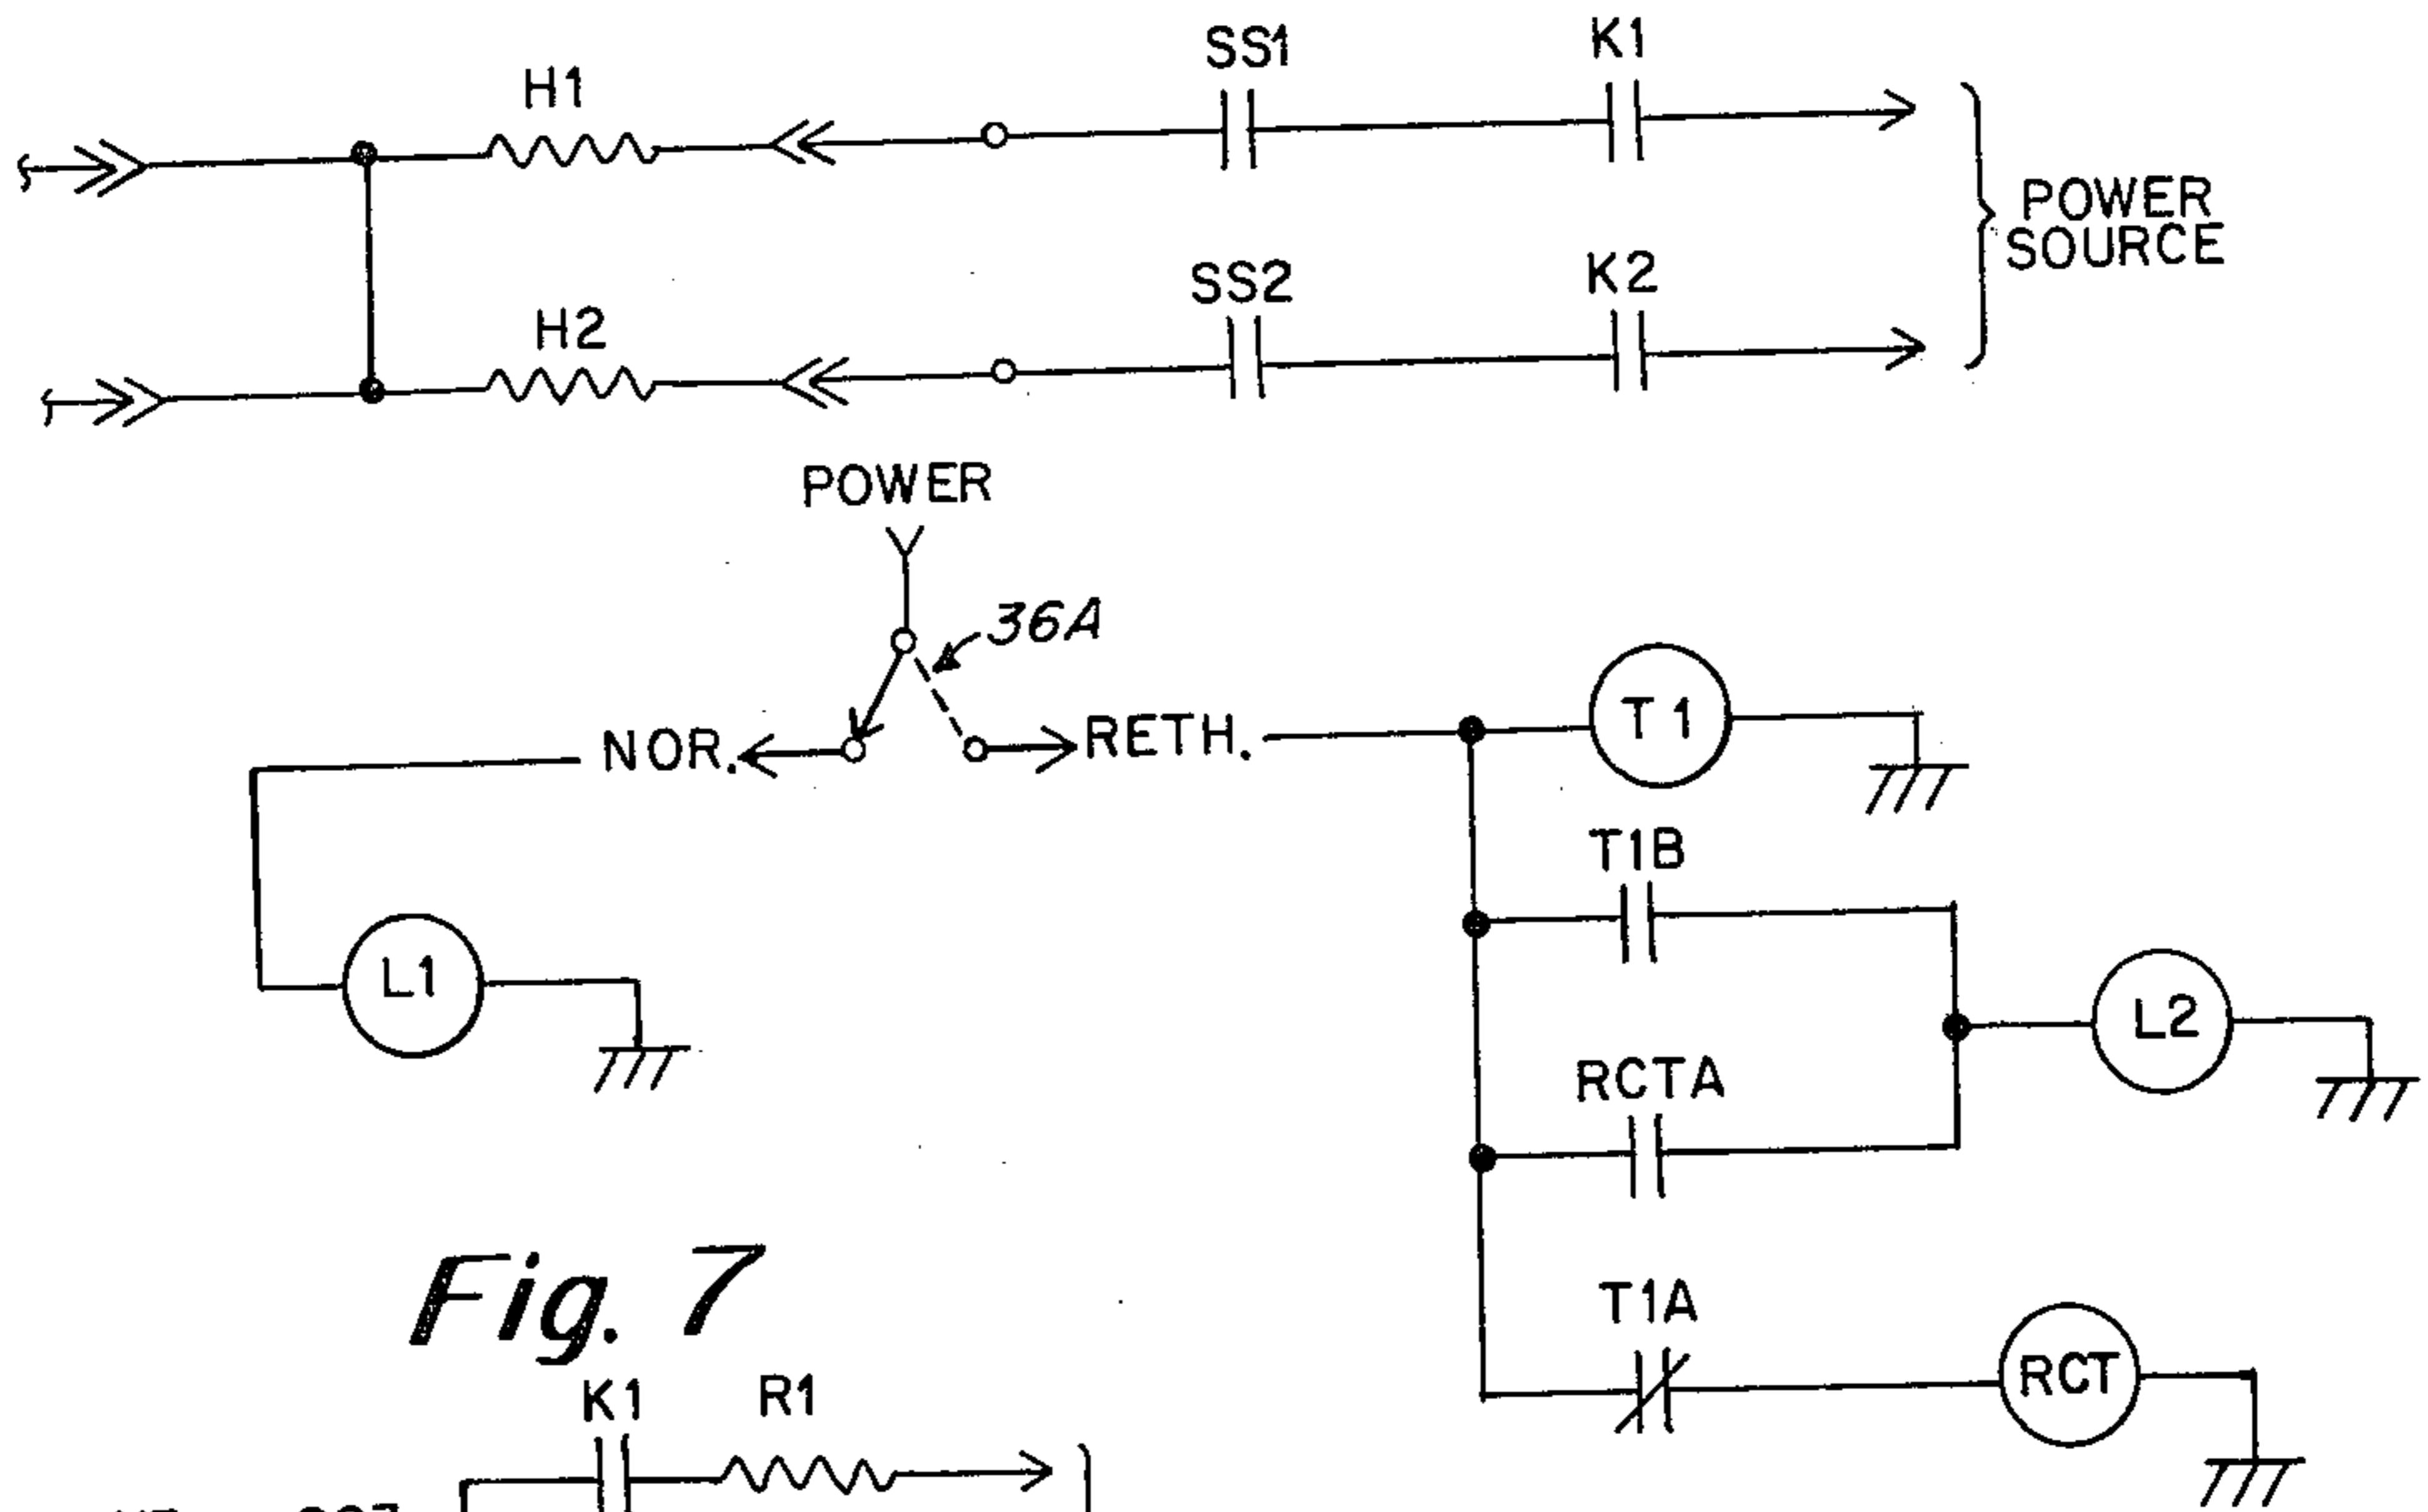 SS1
K1
H1
POWER
SOURCE
SS2
K2
H2
POWER
36A
NOR.
RETH.
T1
T1B
L1
L2
RCTA
Fig. 7
T1A
RCT
K1
R1